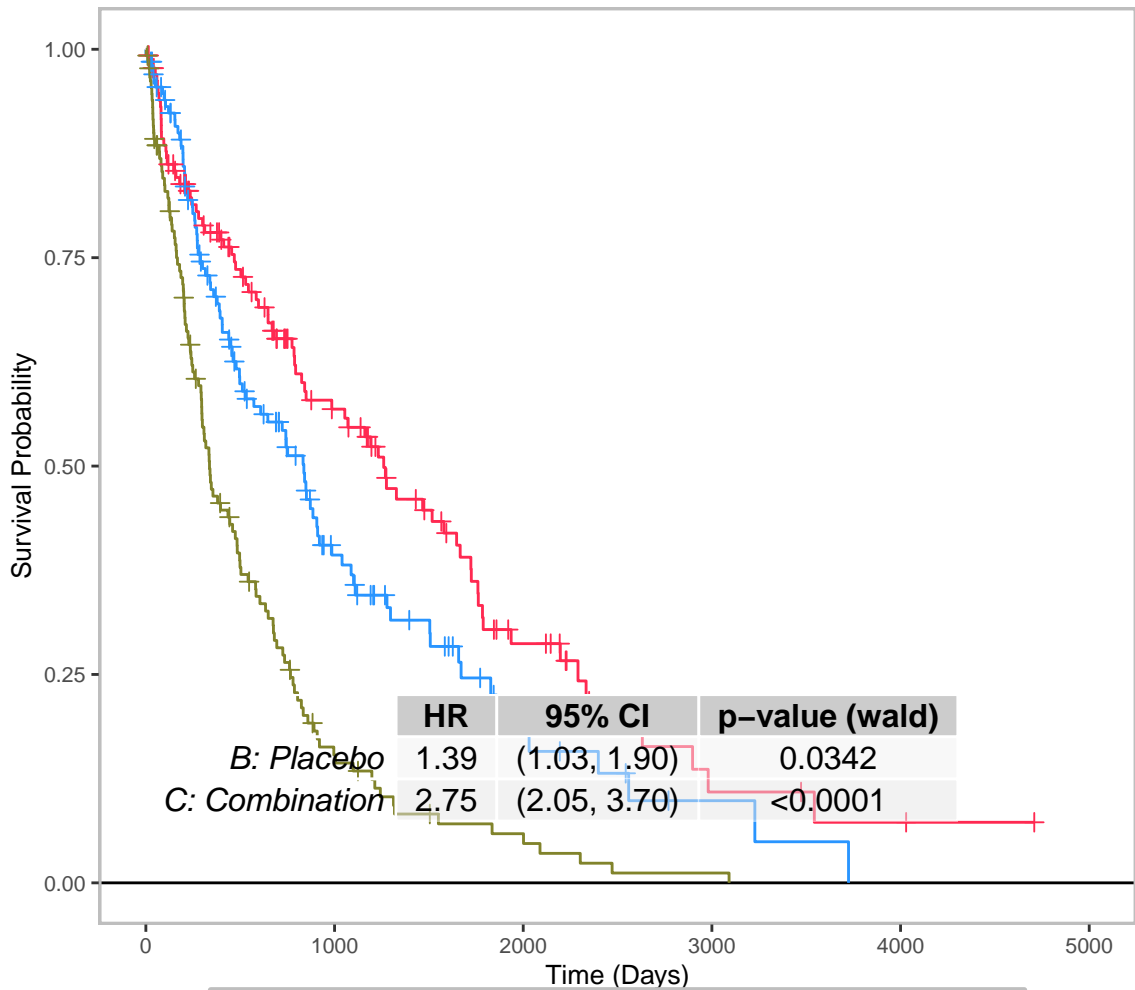 1.00
0.75
0.50
0.25
0.00
Survival Probability
HR 95% CI p−value (wald)
B: Placebo 1.39 (1.03, 1.90) 0.0342
C: Combination 2.75 (2.05, 3.70) <0.0001
0 1000 2000 3000 4000 5000
Time (Days)